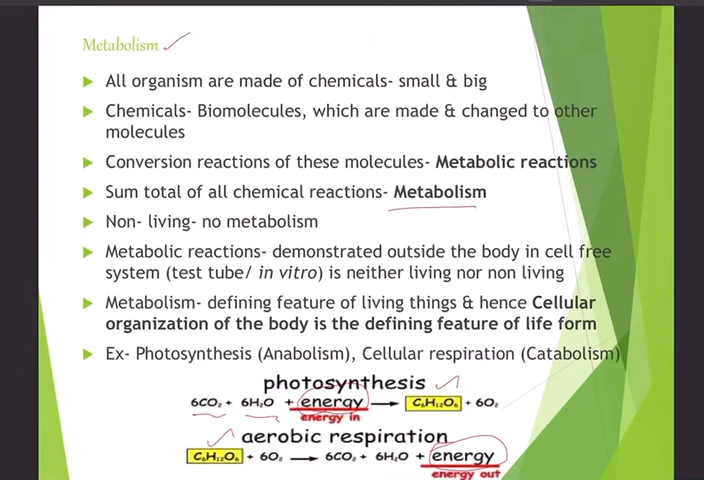 Metabolism
All organism are made of chemicals- small & big
Chemicals- Biomolecules, which are made & changed to other
molecules
Conversion reactions of these molecules- Metabolic reactions
Sum total of all chemical reactions- Metabolism
Non- living- no metabolism
Metabolic reactions- demonstrated outside the body in cell free
system (test tube/ in vitro) is neither living nor non living
Metabolism- defining feature of living things & hence Cellular
organization of the body is the defining feature of life form
Ex- Photosynthesis (Anabolism), Cellular respiration (Catabolism)
photosynthesis
6CO₂ + 6H₂O + energy → C₆H₁₂O₆ + 6O₂
energy in
aerobic respiration
C₆H₁₂O₆ + 6O₂ → 6CO₂ + 6H₂O + energy
energy out